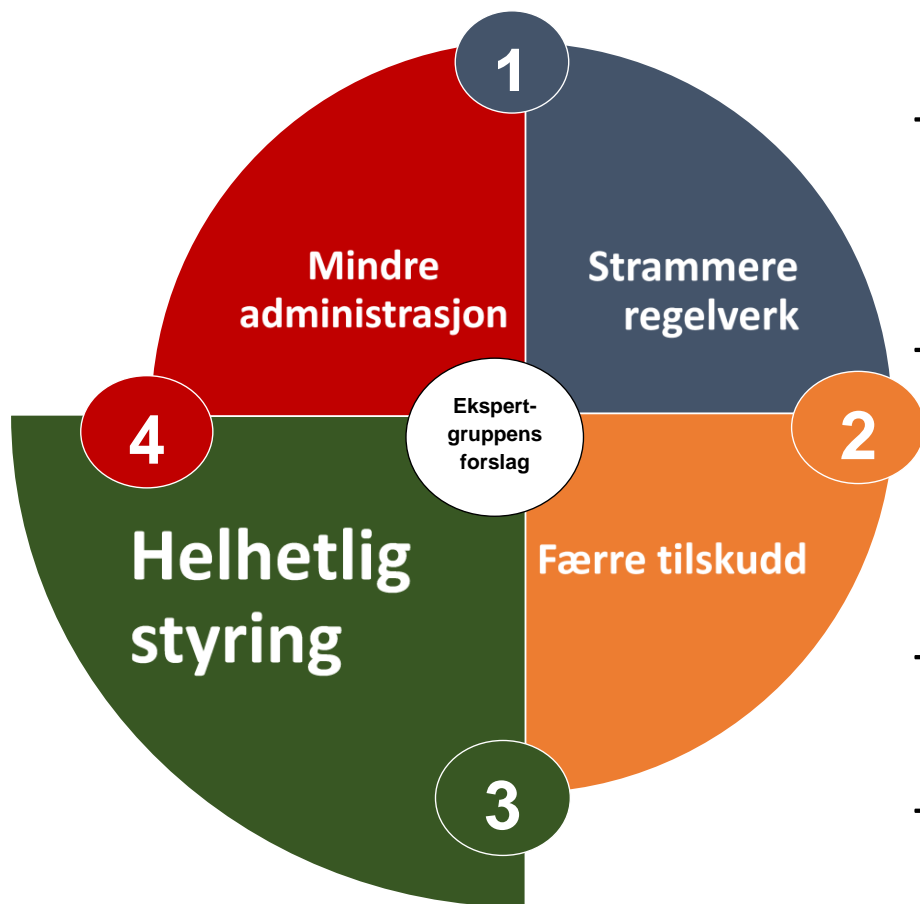 1
Strammere
regelverk
2
Færre tilskudd
3
Helhetlig
styring
4
Mindre
administrasjon
Ekspert-
gruppens
forslag